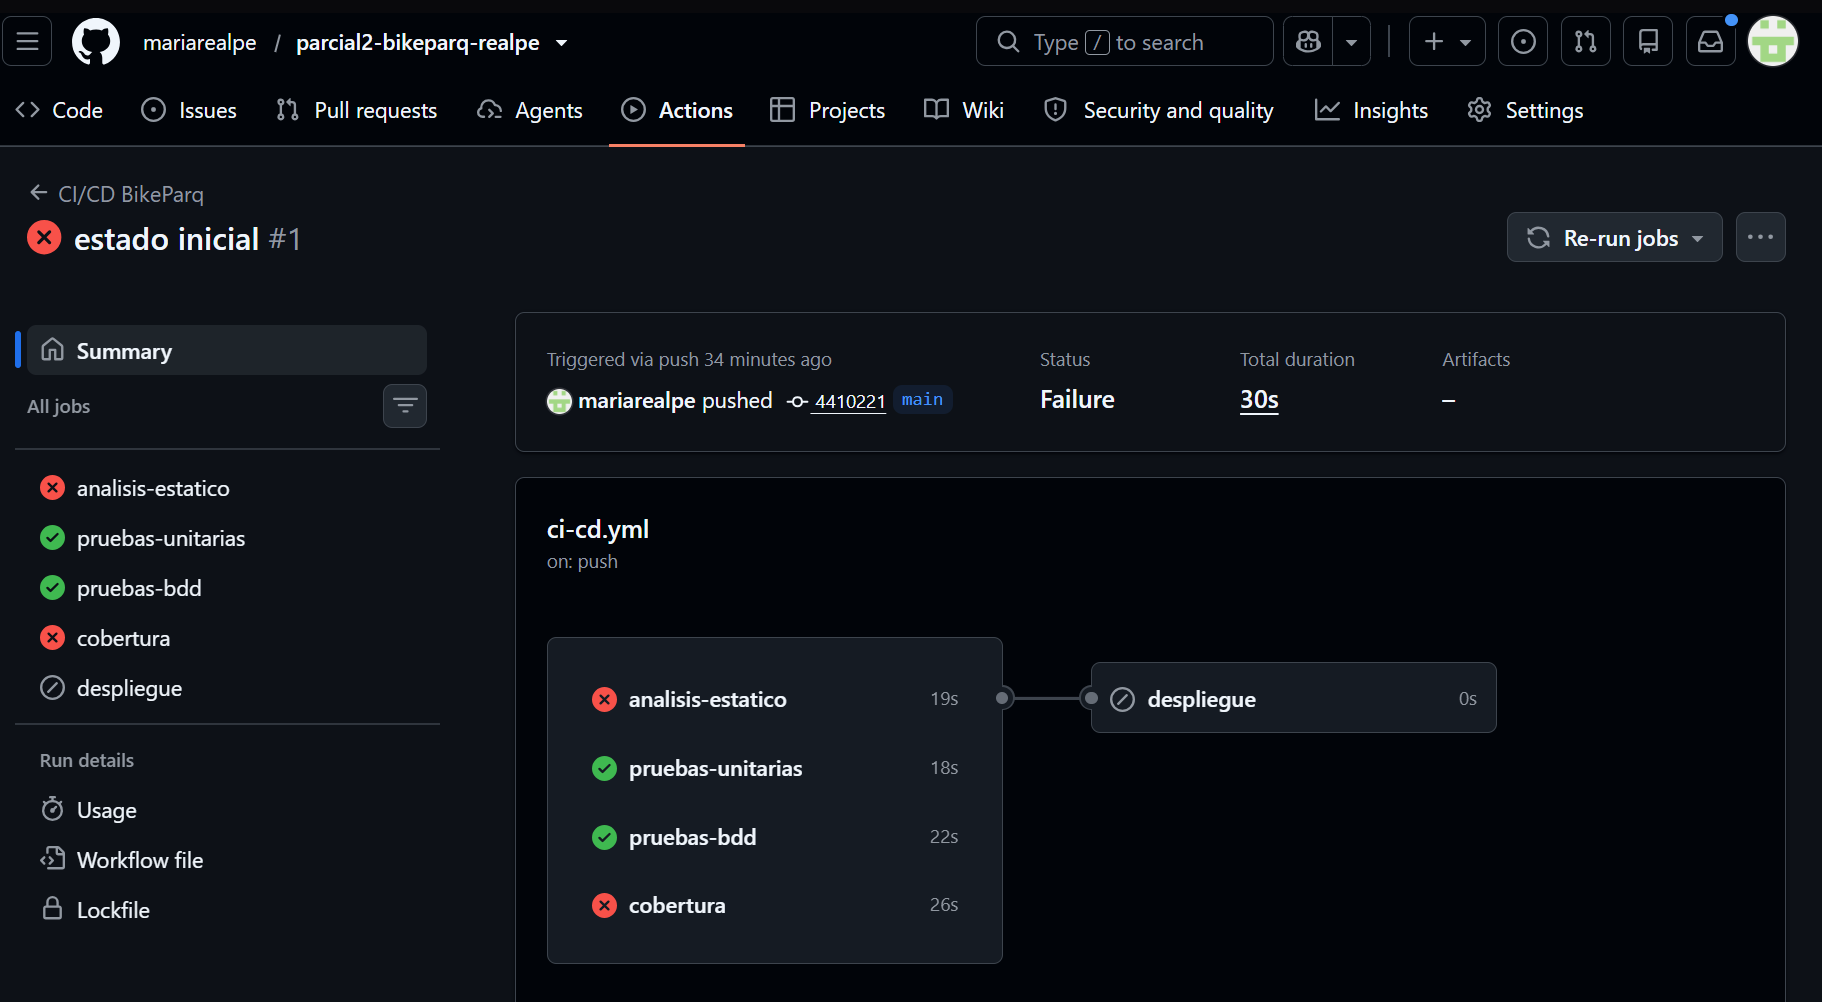 mariarealpe / parcial2-bikeparq-realpe
Type / to search
Code
Issues
Pull requests
Agents
Actions
Projects
Wiki
Security and quality
Insights
Settings
CI/CD BikeParq
estado inicial #1
Re-run jobs
Summary
All jobs
analisis-estatico
pruebas-unitarias
pruebas-bdd
cobertura
despliegue
Run details
Usage
Workflow file
Lockfile
Triggered via push 34 minutes ago
mariarealpe pushed 4410221 main
Status
Failure
Total duration
30s
Artifacts
–
ci-cd.yml
on: push
analisis-estatico 19s
pruebas-unitarias 18s
pruebas-bdd 22s
cobertura 26s
despliegue 0s